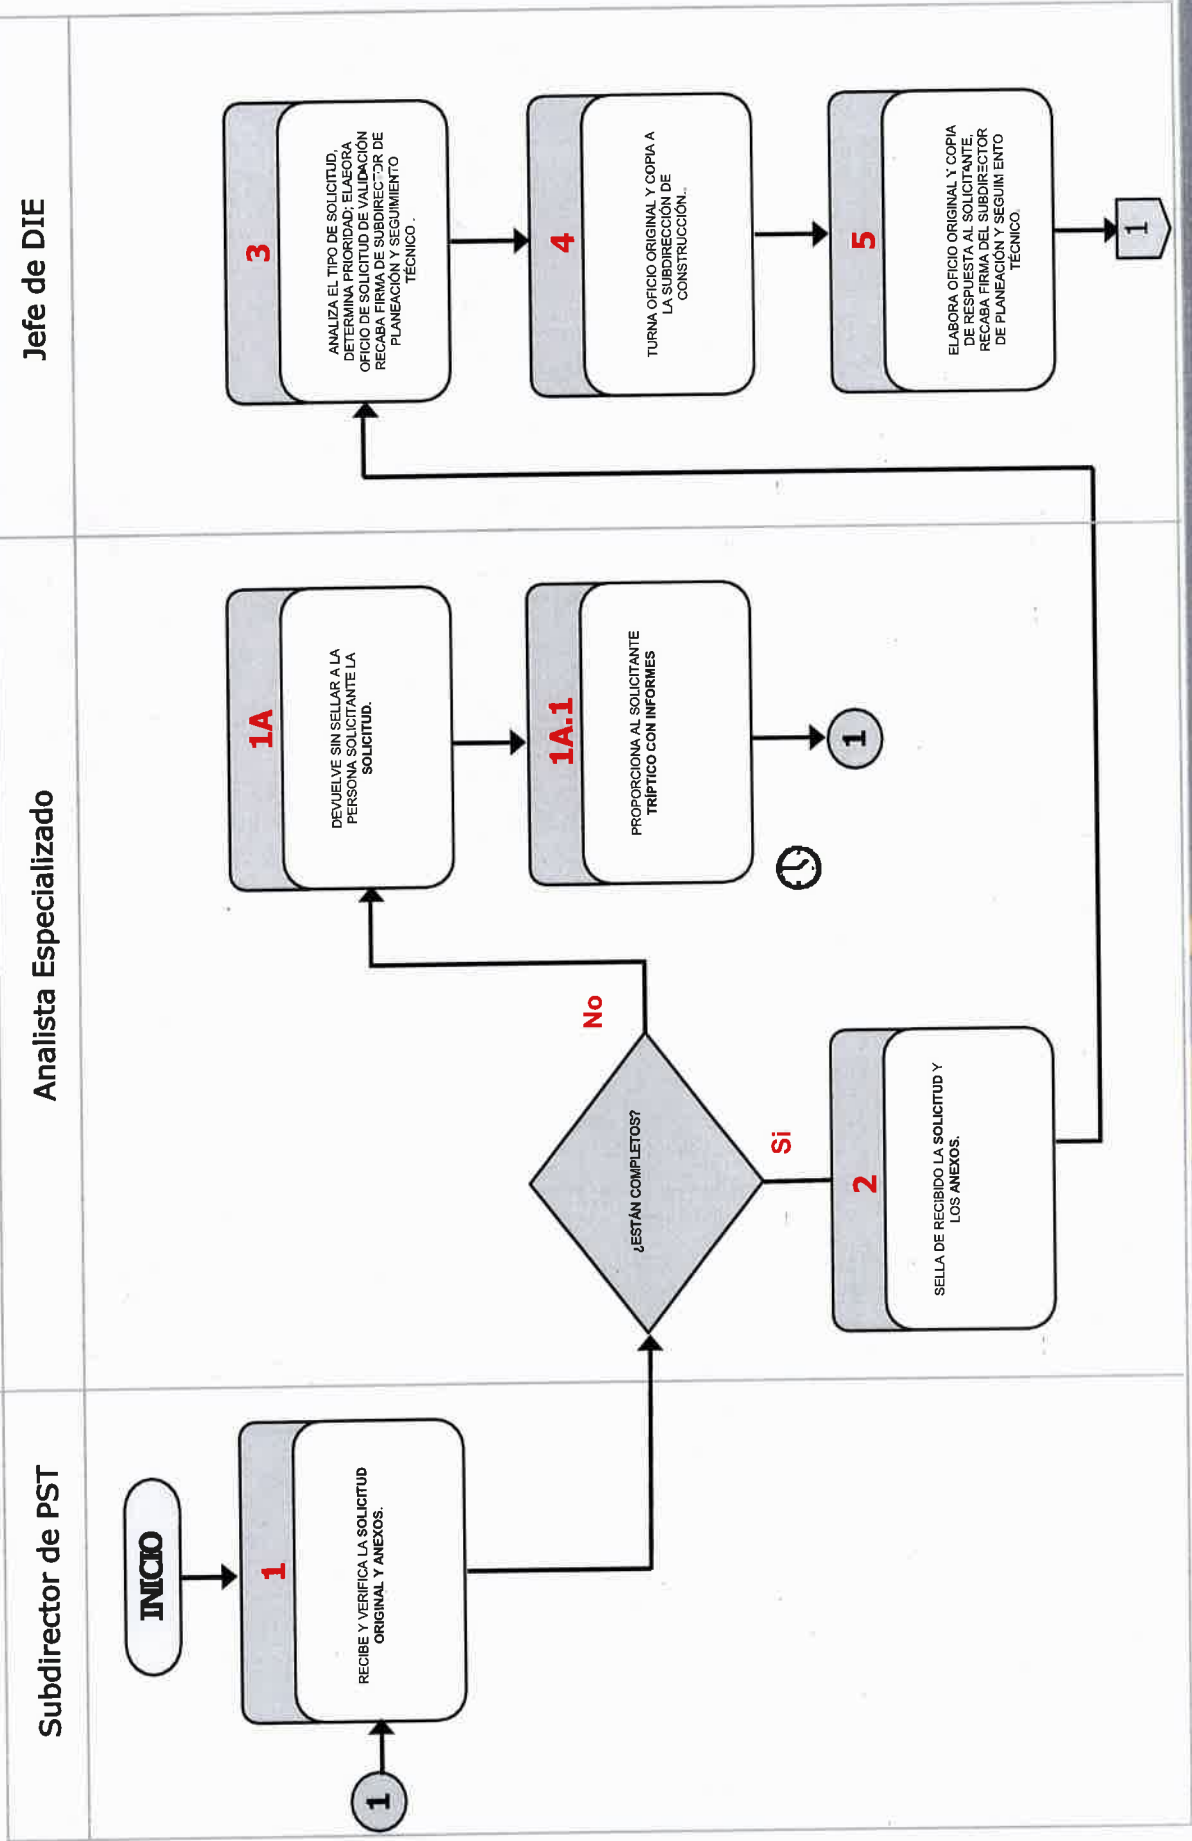 Subdirector de PST
Analista Especializado
Jefe de DIE
INICIO
1
1
RECIBE Y VERIFICA LA SOLICITUD
ORIGINAL Y ANEXOS.
¿ESTÁN COMPLETOS?
No
Si
1A
DEVUELVE SIN SELLAR A LA
PERSONA SOLICITANTE LA
SOLICITUD.
1A.1
PROPORCIONA AL SOLICITANTE
TRÍPTICO CON INFORMES
1
2
SELLA DE RECIBIDO LA SOLICITUD Y
LOS ANEXOS.
3
ANALIZA EL TIPO DE SOLICITUD,
DETERMINA PRIORIDAD; ELABORA
OFICIO DE SOLICITUD DE VALIDACIÓN
RECABA FIRMA DE SUBDIRECTOR DE
PLANEACIÓN Y SEGUIMIENTO
TÉCNICO.
4
TURNA OFICIO ORIGINAL Y COPIA A
LA SUBDIRECCIÓN DE
CONSTRUCCIÓN..
5
ELABORA OFICIO ORIGINAL Y COPIA
DE RESPUESTA AL SOLICITANTE,
RECABA FIRMA DEL SUBDIRECTOR
DE PLANEACIÓN Y SEGUIM ENTO
TÉCNICO.
1